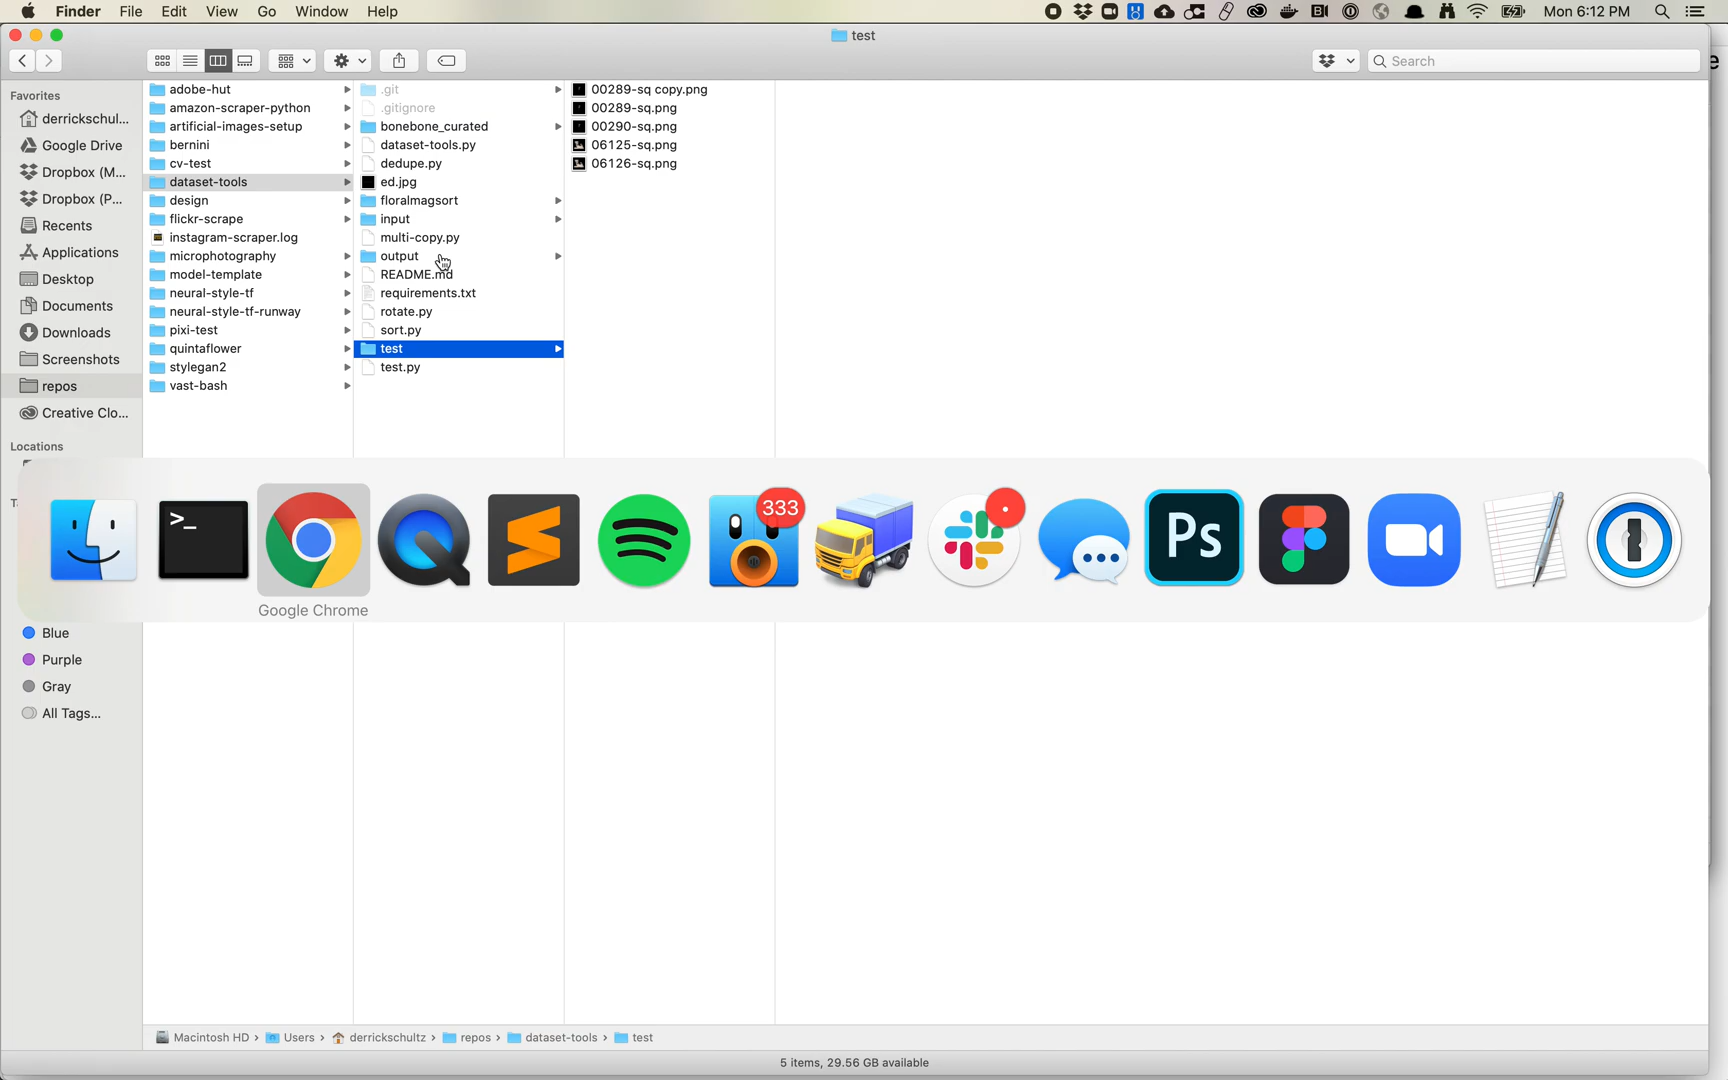 Finder File Edit View Go Window Help
Mon 6:12 PM
test
Search
Favorites
derrickschul...
Google Drive
Dropbox (M...
Dropbox (P...
Recents
Applications
Desktop
Documents
Downloads
Screenshots
repos
Creative Clo...
Locations
Blue
Purple
Gray
All Tags...
adobe-hut
amazon-scraper-python
artificial-images-setup
bernini
cv-test
dataset-tools
design
flickr-scrape
instagram-scraper.log
microphotography
model-template
neural-style-tf
neural-style-tf-runway
pixi-test
quintaflower
stylegan2
vast-bash
.git
.gitignore
bonebone_curated
dataset-tools.py
dedupe.py
ed.jpg
floralmagsort
input
multi-copy.py
output
README.md
requirements.txt
rotate.py
sort.py
test
test.py
00289-sq copy.png
00289-sq.png
00290-sq.png
06125-sq.png
06126-sq.png
>_
333
Ps
Google Chrome
Macintosh HD › Users › derrickschultz › repos › dataset-tools › test
5 items, 29.56 GB available